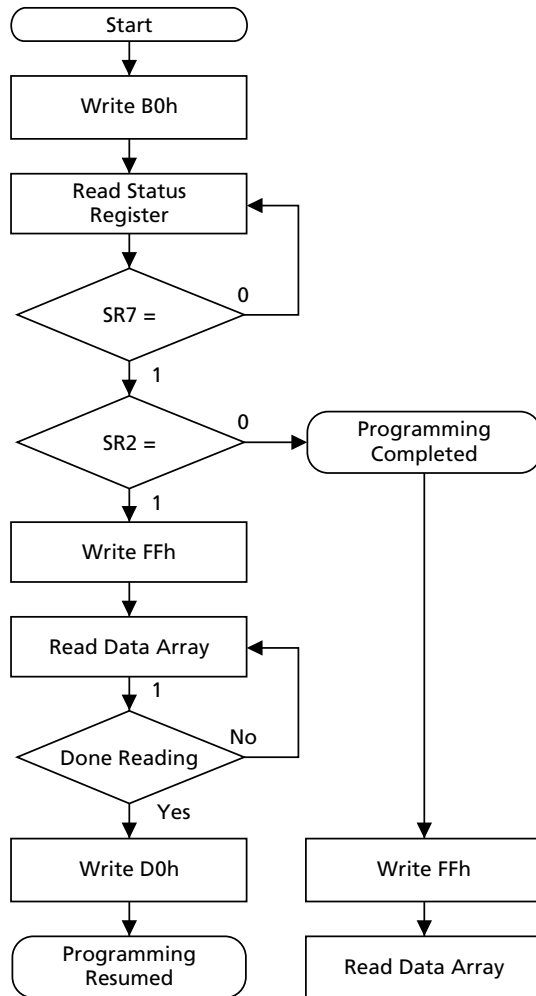 Start
Write B0h
Read Status
Register
SR7 =
0
1
SR2 =
0
Programming
Completed
1
Write FFh
Read Data Array
1
Done Reading
No
Yes
Write D0h
Write FFh
Programming
Resumed
Read Data Array